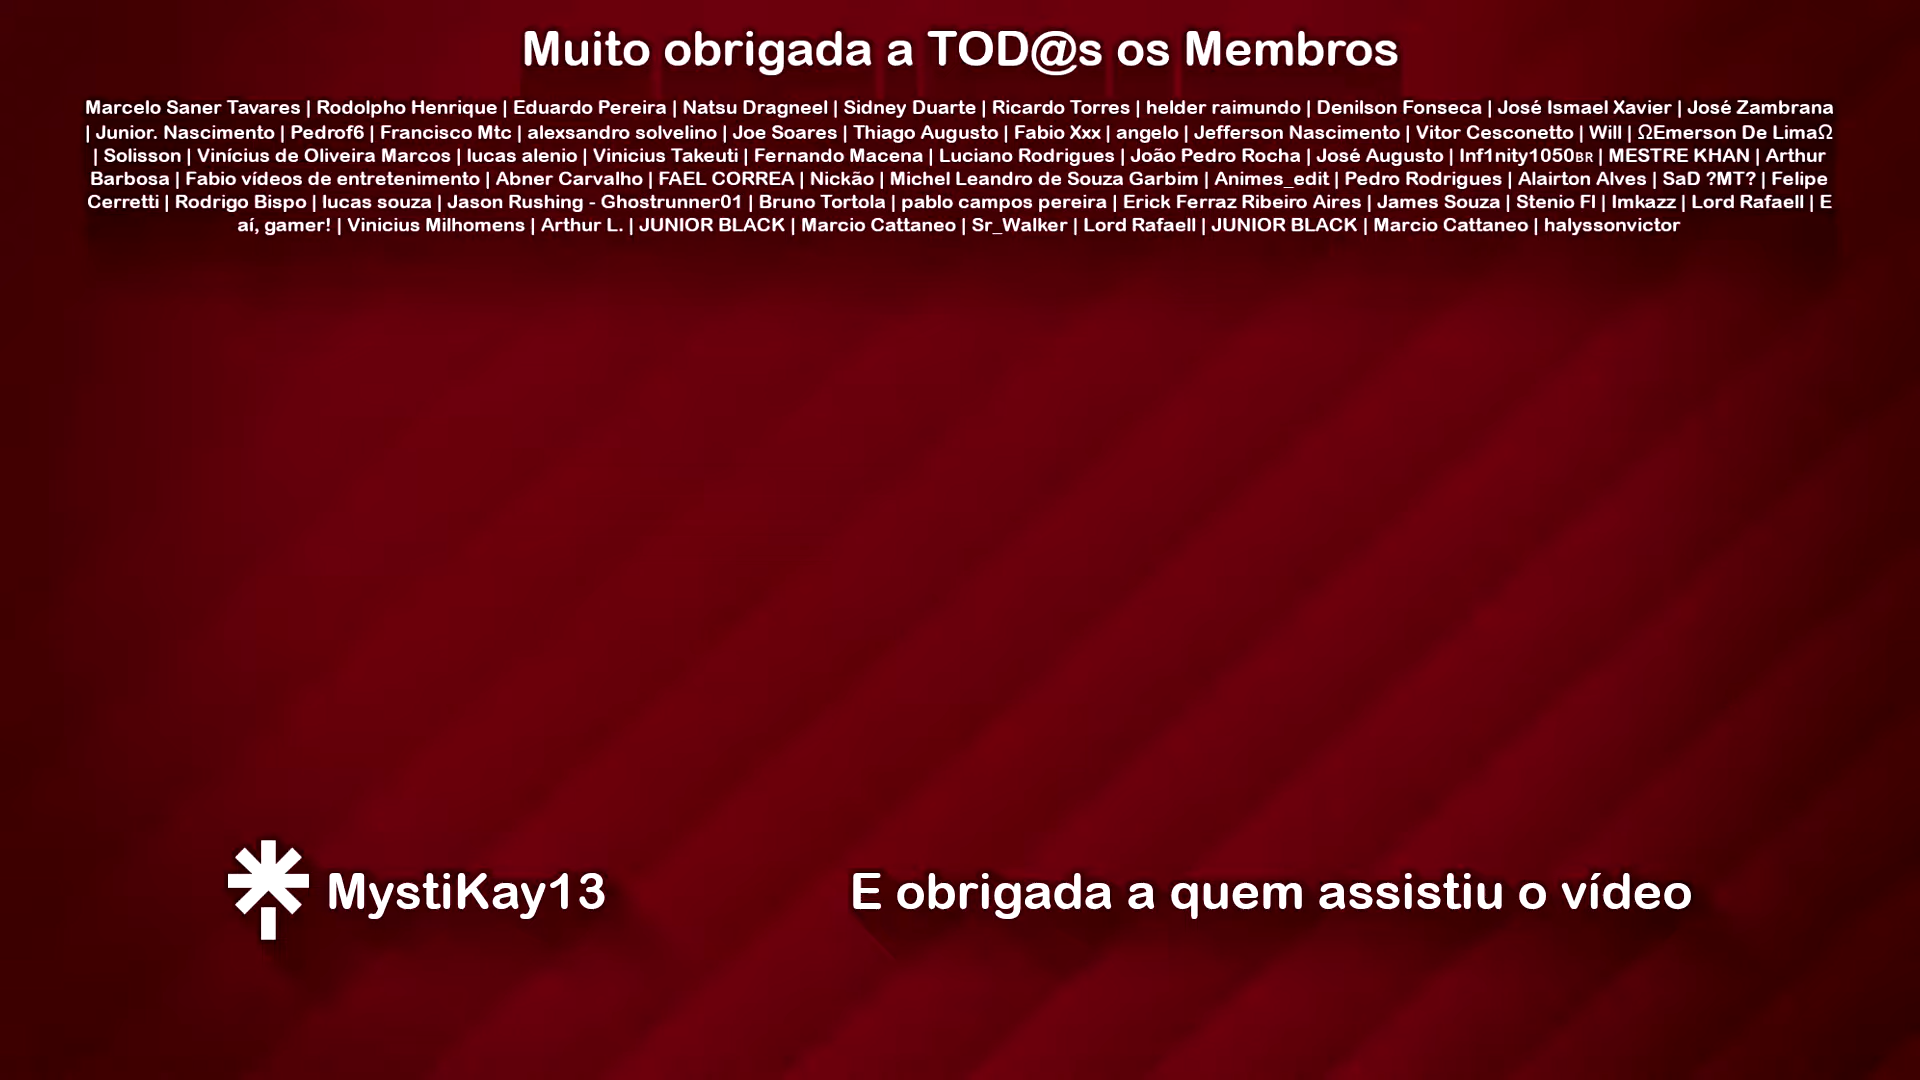 Muito obrigada a TOD@s os Membros
Marcelo Saner Tavares | Rodolpho Henrique | Eduardo Pereira | Natsu Dragneel | Sidney Duarte | Ricardo Torres | helder raimundo | Denilson Fonseca | José Ismael Xavier | José Zambrana
| Junior. Nascimento | Pedrof6 | Francisco Mtc | alexsandro solvelino | Joe Soares | Thiago Augusto | Fabio Xxx | angelo | Jefferson Nascimento | Vitor Cesconetto | Will | ΩEmerson De LimaΩ
| Solisson | Vinícius de Oliveira Marcos | lucas alenio | Vinicius Takeuti | Fernando Macena | Luciano Rodrigues | João Pedro Rocha | José Augusto | Inf1nity1050ʙʀ | MESTRE KHAN | Arthur
Barbosa | Fabio vídeos de entretenimento | Abner Carvalho | FAEL CORREA | Nickão | Michel Leandro de Souza Garbim | Animes_edit | Pedro Rodrigues | Alairton Alves | SaD ?MT? | Felipe
Cerretti | Rodrigo Bispo | lucas souza | Jason Rushing - Ghostrunner01 | Bruno Tortola | pablo campos pereira | Erick Ferraz Ribeiro Aires | James Souza | Stenio Fl | Imkazz | Lord Rafaell | E
aí, gamer! | Vinicius Milhomens | Arthur L. | JUNIOR BLACK | Marcio Cattaneo | Sr_Walker | Lord Rafaell | JUNIOR BLACK | Marcio Cattaneo | halyssonvictor
MystiKay13
E obrigada a quem assistiu o vídeo